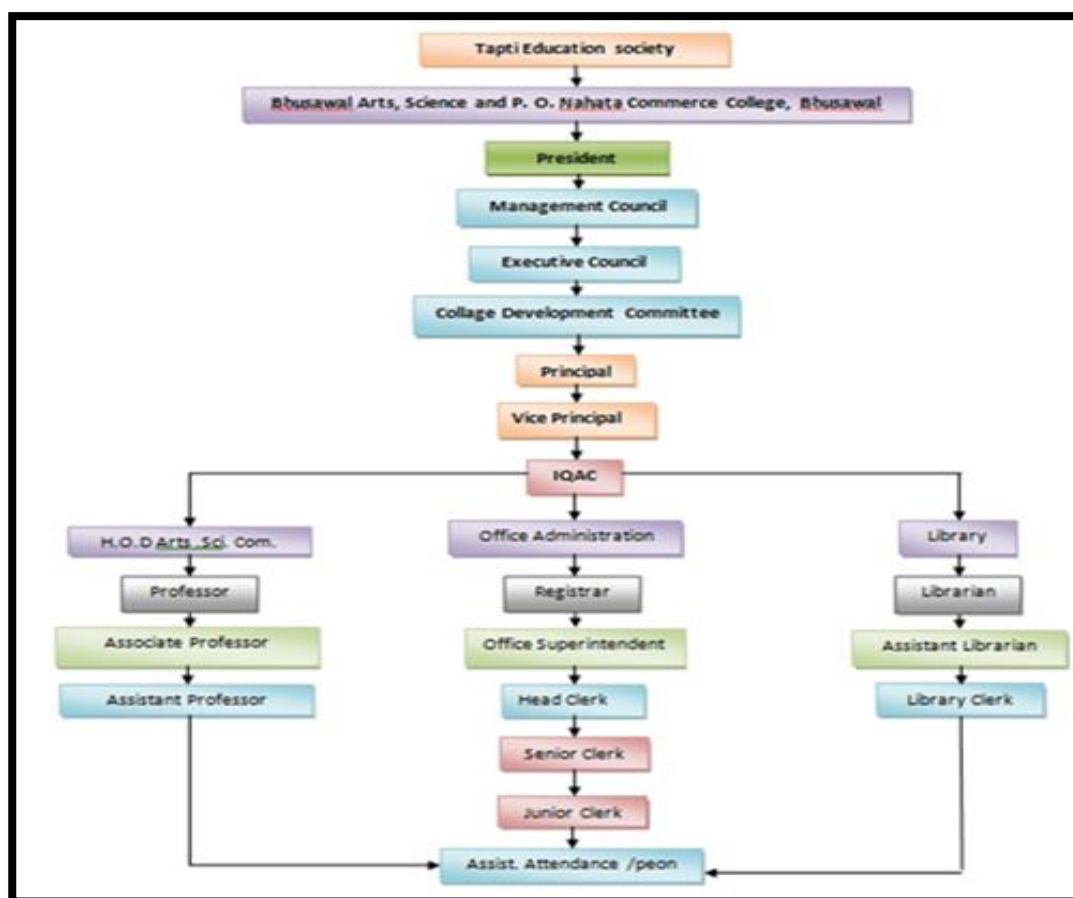 Tapti Education society
Bhusawal Arts, Science and P. O. Nahata Commerce College, Bhusawal
President
Management Council
Executive Council
Collage Development Committee
Principal
Vice Principal
IQAC
H.O.D Arts .Sci. Com.
Office Administration
Library
Professor
Registrar
Librarian
Associate Professor
Office Superintendent
Assistant Librarian
Assistant Professor
Head Clerk
Library Clerk
Senior Clerk
Junior Clerk
Assist. Attendance /peon